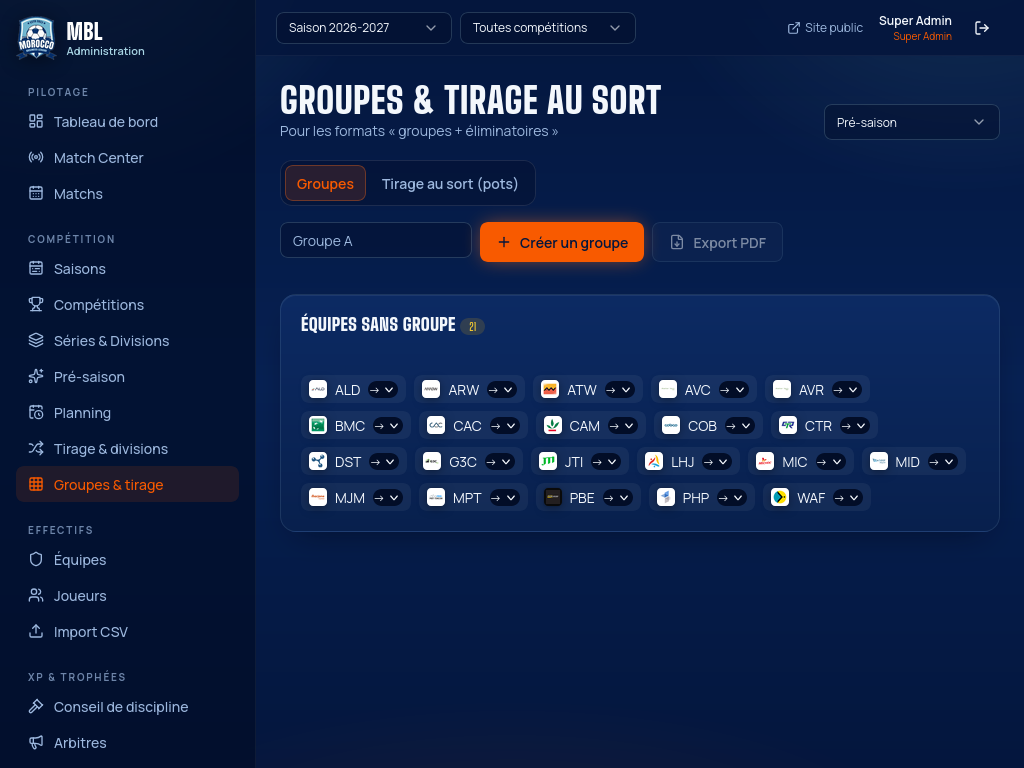 MOROCCO
MBL
Administration
PILOTAGE
Tableau de bord
Match Center
Matchs
COMPÉTITION
Saisons
Compétitions
Séries & Divisions
Pré-saison
Planning
Tirage & divisions
Groupes & tirage
EFFECTIFS
Équipes
Joueurs
Import CSV
XP & TROPHÉES
Conseil de discipline
Arbitres
Saison 2026-2027
Toutes compétitions
Site public
Super Admin
Super Admin
GROUPES & TIRAGE AU SORT
Pour les formats « groupes + éliminatoires »
Pré-saison
Groupes
Tirage au sort (pots)
Groupe A
+ Créer un groupe
Export PDF
ÉQUIPES SANS GROUPE 21
ALD → ARW → ATW → AVC → AVR →
BMC → CAC → CAM → COB → CTR →
DST → G3C → JTI → LHJ → MIC → MID →
MJM → MPT → PBE → PHP → WAF →